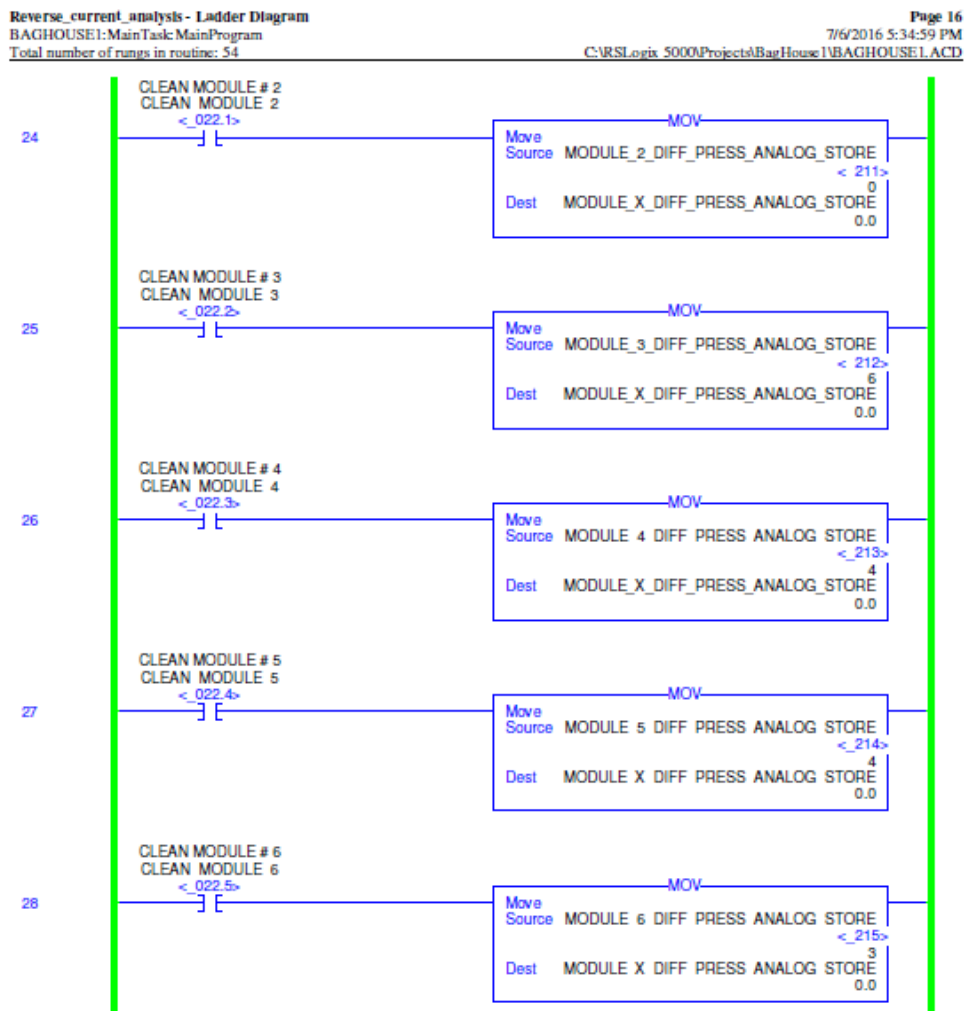 Reverse_current_analysis - Ladder Diagram
Page 16
BAGHOUSE1:MainTask:MainProgram
7/6/2016 5:34:59 PM
Total number of rungs in routine: 54
C:\RSLogix 5000\Projects\BagHouse1\BAGHOUSE1.ACD
CLEAN MODULE # 2
CLEAN MODULE 2
<_022.1>
24
MOV
Move
Source MODULE_2_DIFF_PRESS_ANALOG_STORE
<_211>
0
Dest MODULE_X_DIFF_PRESS_ANALOG_STORE
0.0
CLEAN MODULE # 3
CLEAN MODULE 3
<_022.2>
25
MOV
Move
Source MODULE_3_DIFF_PRESS_ANALOG_STORE
<_212>
6
Dest MODULE_X_DIFF_PRESS_ANALOG_STORE
0.0
CLEAN MODULE # 4
CLEAN MODULE 4
<_022.3>
26
MOV
Move
Source MODULE 4 DIFF PRESS ANALOG STORE
<_213>
4
Dest MODULE_X_DIFF_PRESS_ANALOG_STORE
0.0
CLEAN MODULE # 5
CLEAN MODULE 5
<_022.4>
27
MOV
Move
Source MODULE 5 DIFF PRESS ANALOG STORE
<_214>
4
Dest MODULE X DIFF PRESS ANALOG STORE
0.0
CLEAN MODULE # 6
CLEAN MODULE 6
<_022.5>
28
MOV
Move
Source MODULE 6 DIFF PRESS ANALOG STORE
<_215>
3
Dest MODULE X DIFF PRESS ANALOG STORE
0.0